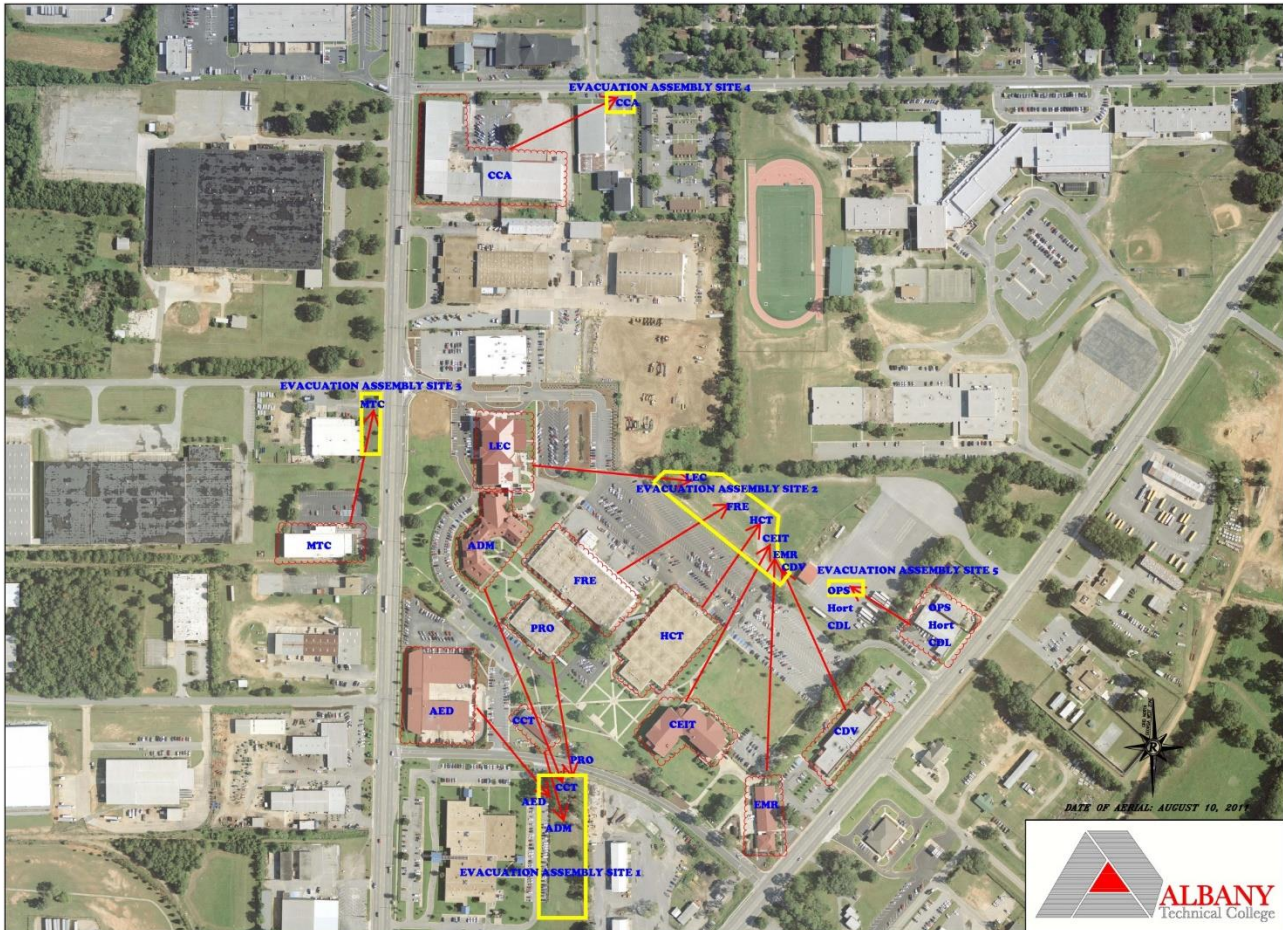 EVACUATION ASSEMBLY SITE 4
CCA
CCA
EVACUATION ASSEMBLY SITE 3
MTC
MTC
LEC
LEC
EVACUATION ASSEMBLY SITE 2
FRE
HCT
CEIT
EMR
CDV
ADM
FRE
PRO
HCT
EVACUATION ASSEMBLY SITE 5
OPS
Hort
CDL
OPS
Hort
CDL
AED
CCT
CEIT
CDV
PRO
CCT
AED
ADM
EMR
EVACUATION ASSEMBLY SITE 1
R
DATE OF AERIAL: AUGUST 10, 2011
ALBANY
Technical College